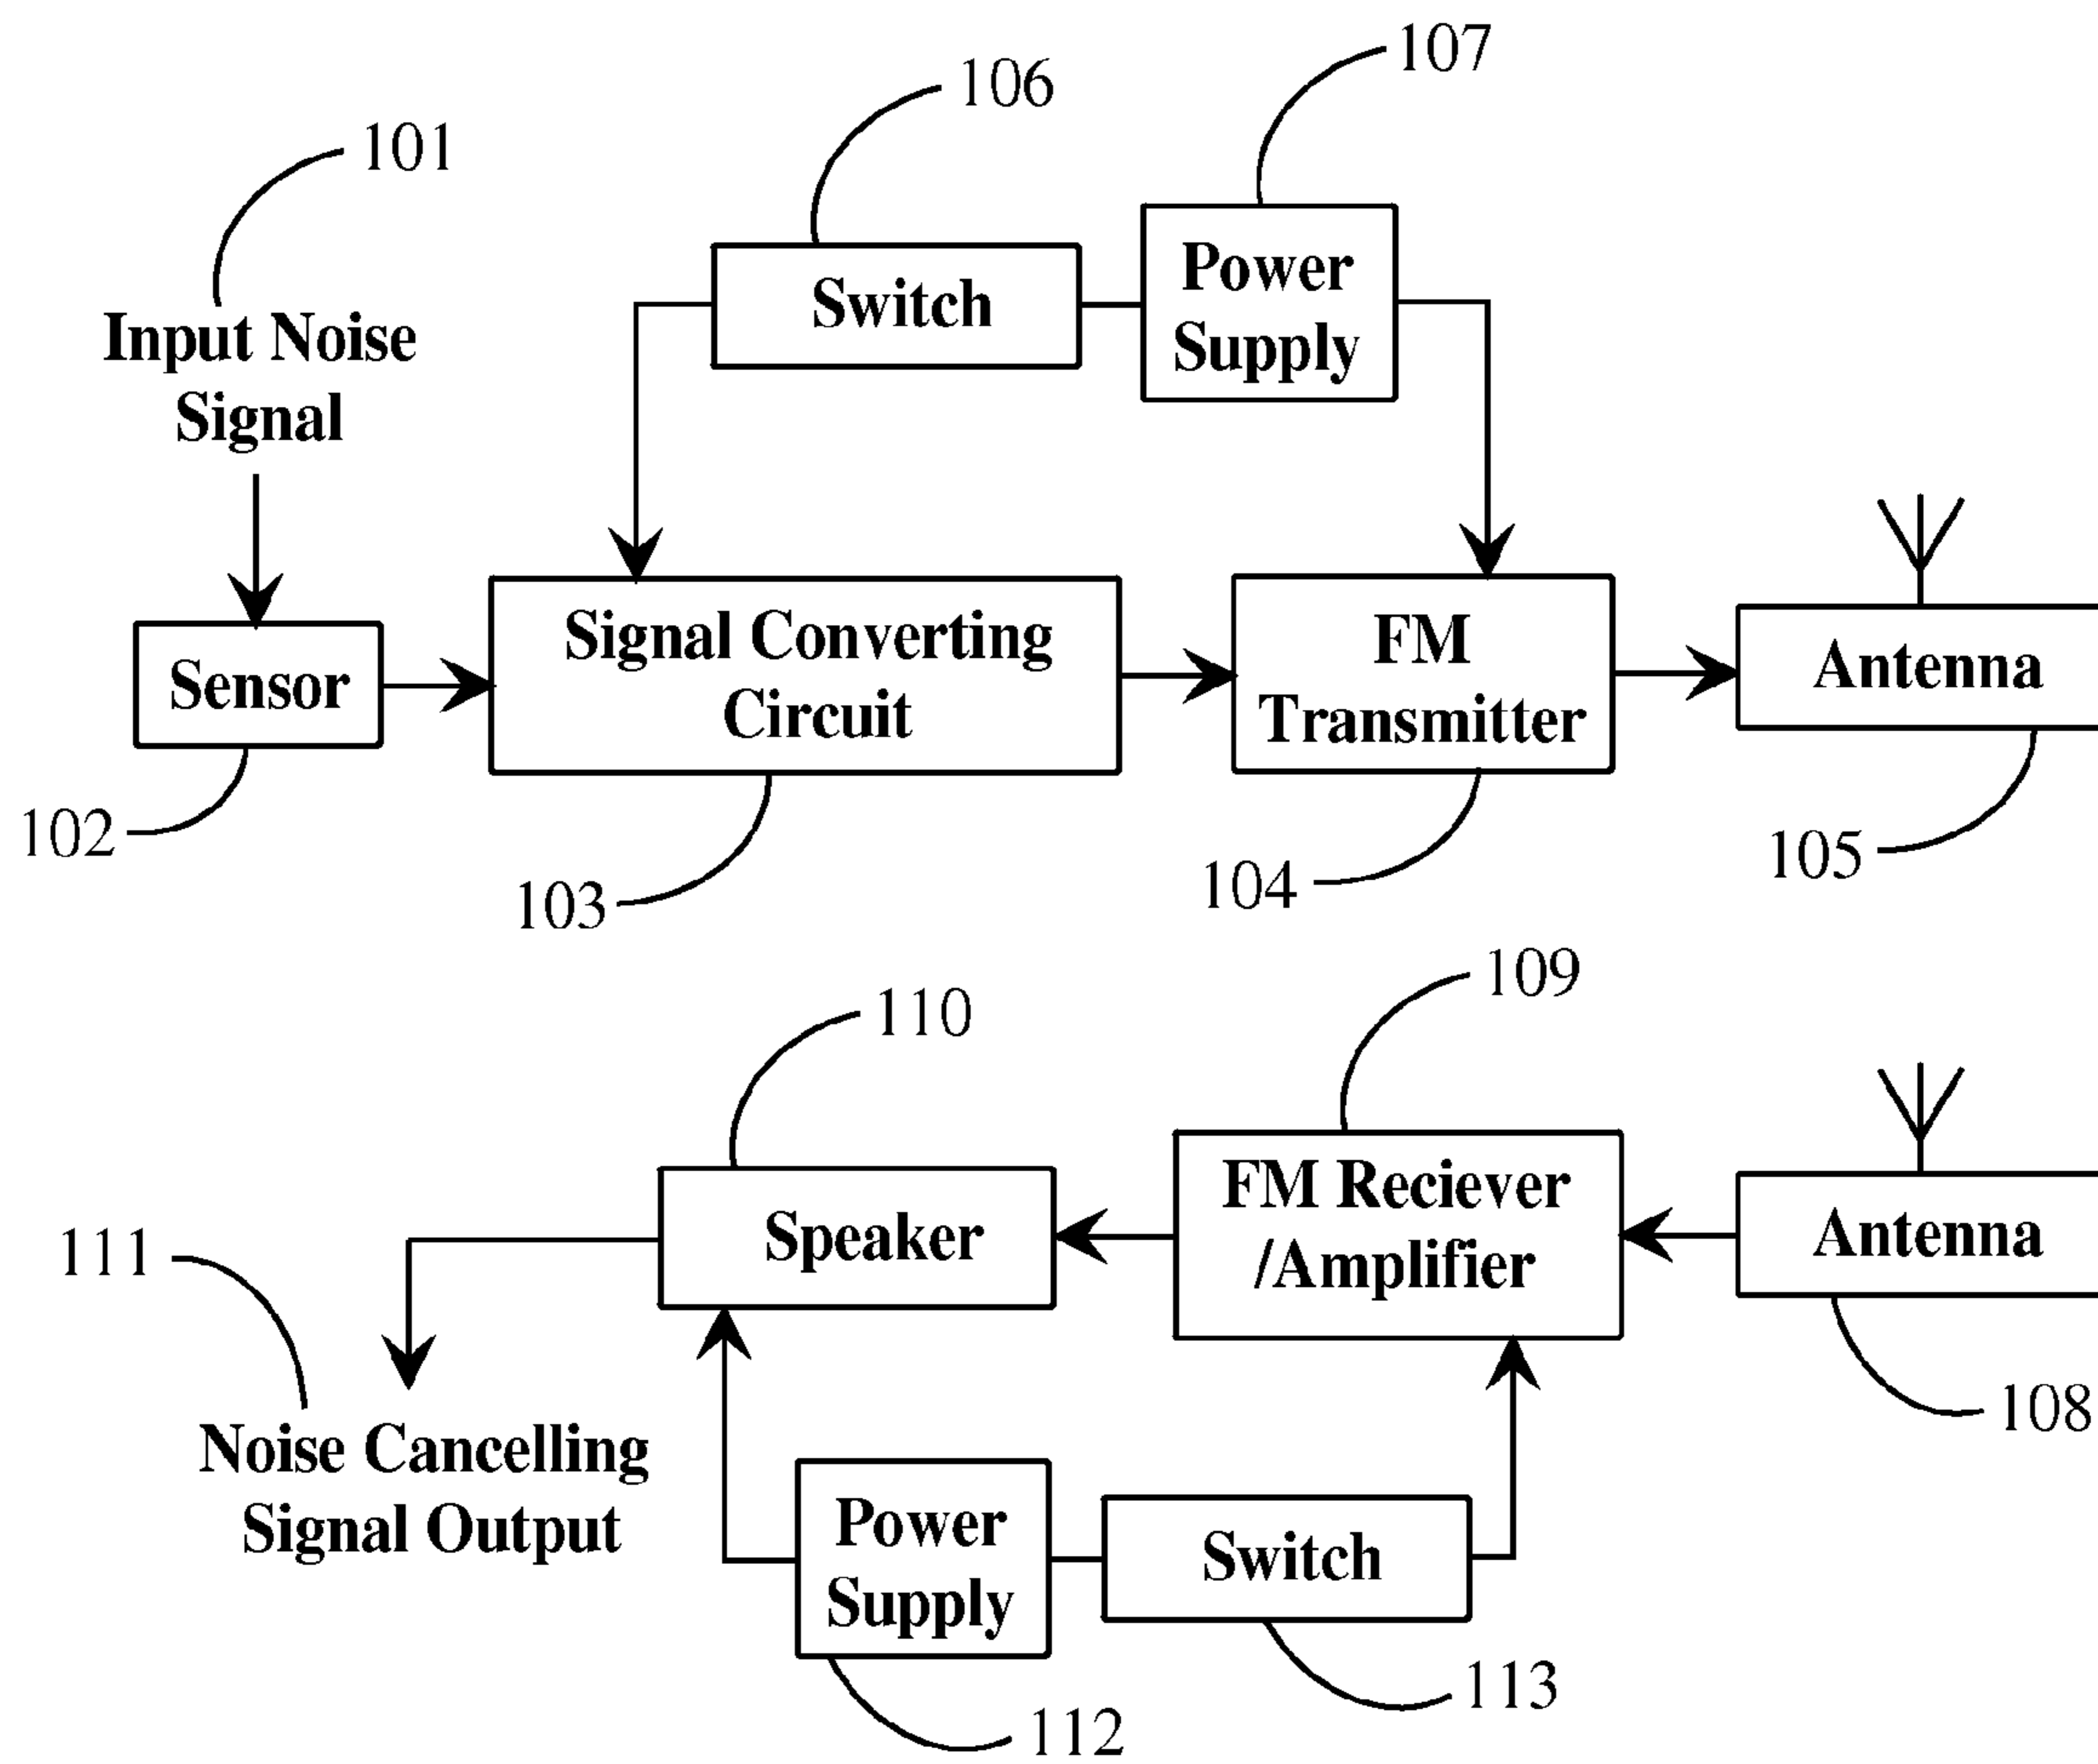 107
106
101
Power
Supply
Switch
Input Noise
Signal
Signal Converting
Circuit
FM
Transmitter
Antenna
Sensor
102
103
104
105
109
110
FM Reciever
/Amplifier
Speaker
Antenna
111
108
Noise Cancelling
Signal Output
Power
Supply
Switch
113
112